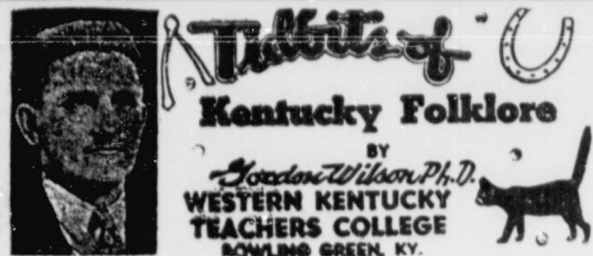 Tidbits of
Kentucky Folklore
BY
Gordon Wilson Ph.D.
WESTERN KENTUCKY
TEACHERS COLLEGE
BOWLING GREEN, KY.